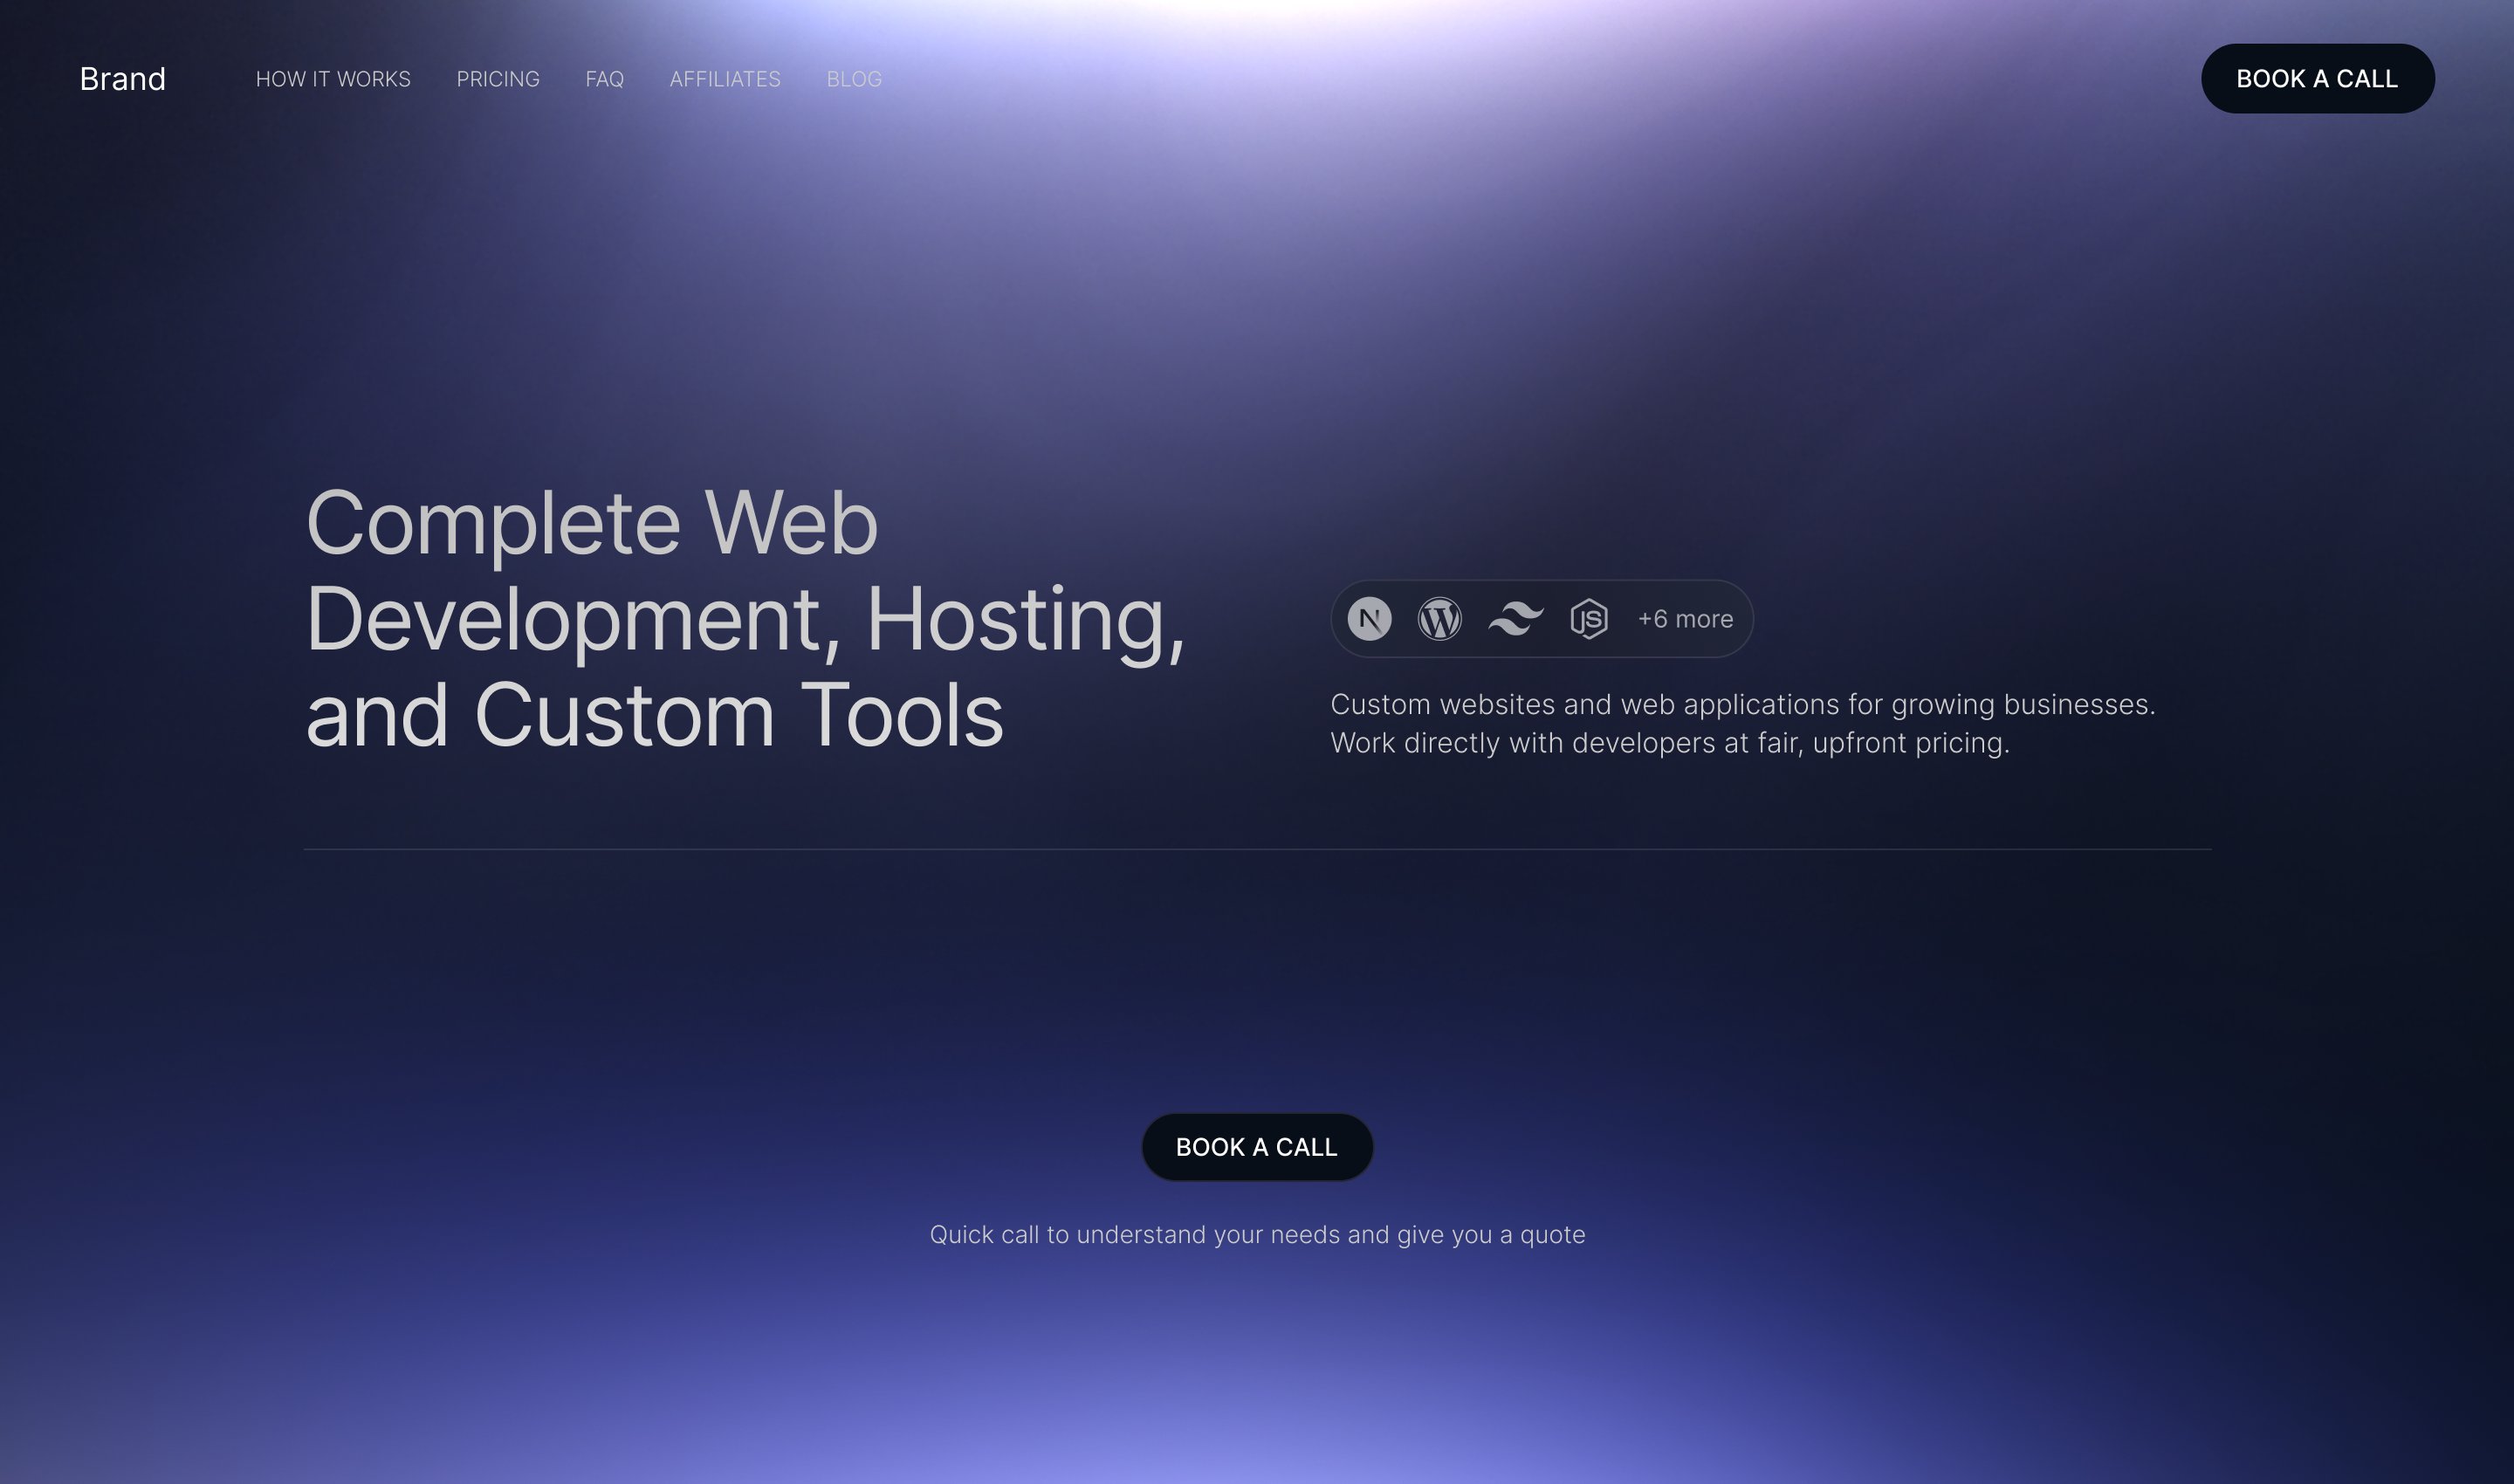 Brand
HOW IT WORKS
PRICING
FAQ
AFFILIATES
BLOG
BOOK A CALL
Complete Web
Development, Hosting,
and Custom Tools
N
W
JS
+6 more
Custom websites and web applications for growing businesses.
Work directly with developers at fair, upfront pricing.
BOOK A CALL
Quick call to understand your needs and give you a quote